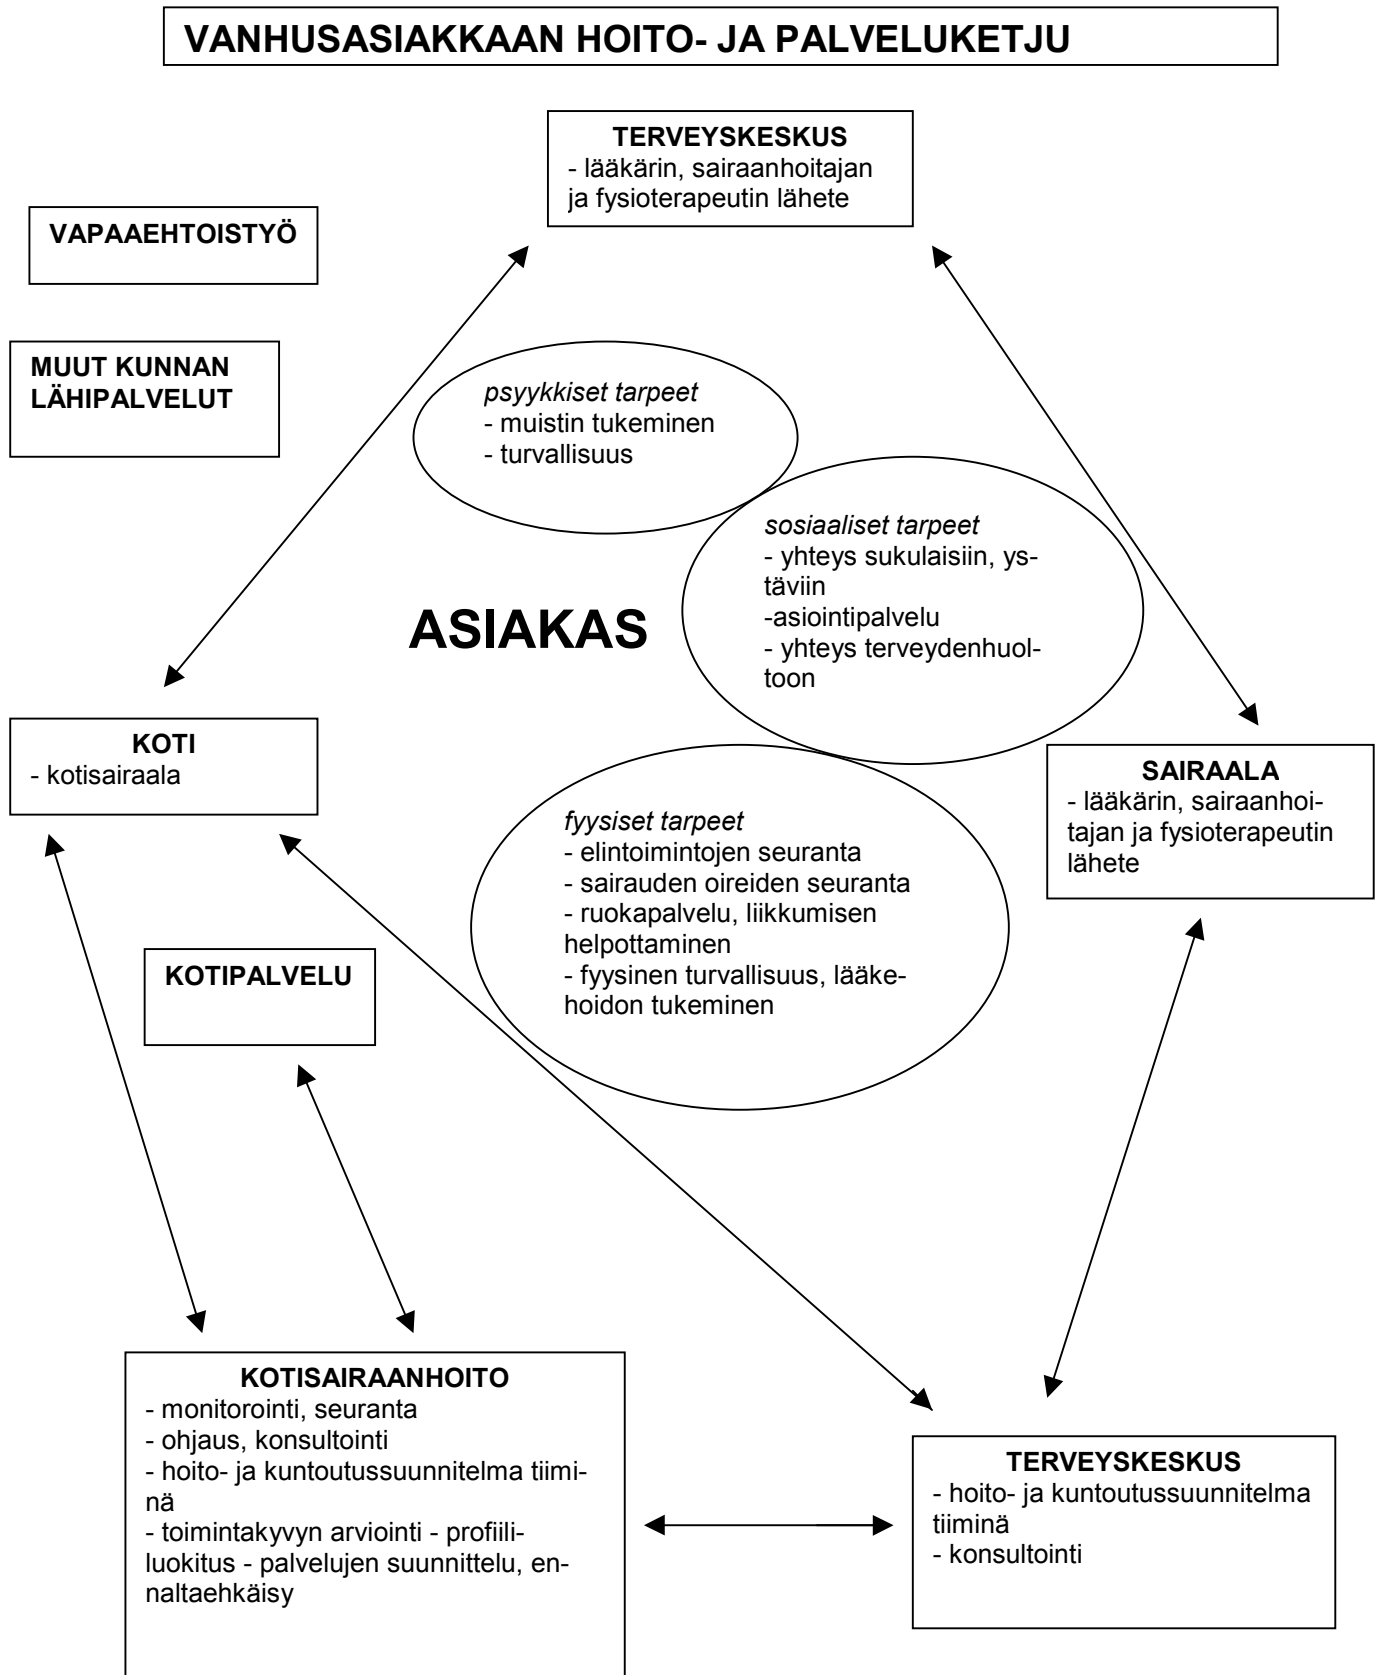 VANHUSASIAKKAAN HOITO- JA PALVELUKETJU
TERVEYSKESKUS
- lääkärin, sairaanhoitajan
ja fysioterapeutin lähete
VAPAAEHTOISTYÖ
MUUT KUNNAN
LÄHIPALVELUT
psyykkiset tarpeet
- muistin tukeminen
- turvallisuus
sosiaaliset tarpeet
- yhteys sukulaisiin, ys-
täviin
-asiointipalvelu
- yhteys terveydenhuol-
toon
ASIAKAS
KOTI
- kotisairaala
SAIRAALA
- lääkärin, sairaanhoi-
tajan ja fysioterapeutin
lähete
fyysiset tarpeet
- elintoimintojen seuranta
- sairauden oireiden seuranta
- ruokapalvelu, liikkumisen
helpottaminen
- fyysinen turvallisuus, lääke-
hoidon tukeminen
KOTIPALVELU
KOTISAIRAANHOITO
- monitorointi, seuranta
- ohjaus, konsultointi
- hoito- ja kuntoutussuunnitelma tiimi-
nä
- toimintakyvyn arviointi - profiili-
luokitus - palvelujen suunnittelu, en-
naltaehkäisy
TERVEYSKESKUS
- hoito- ja kuntoutussuunnitelma
tiiminä
- konsultointi